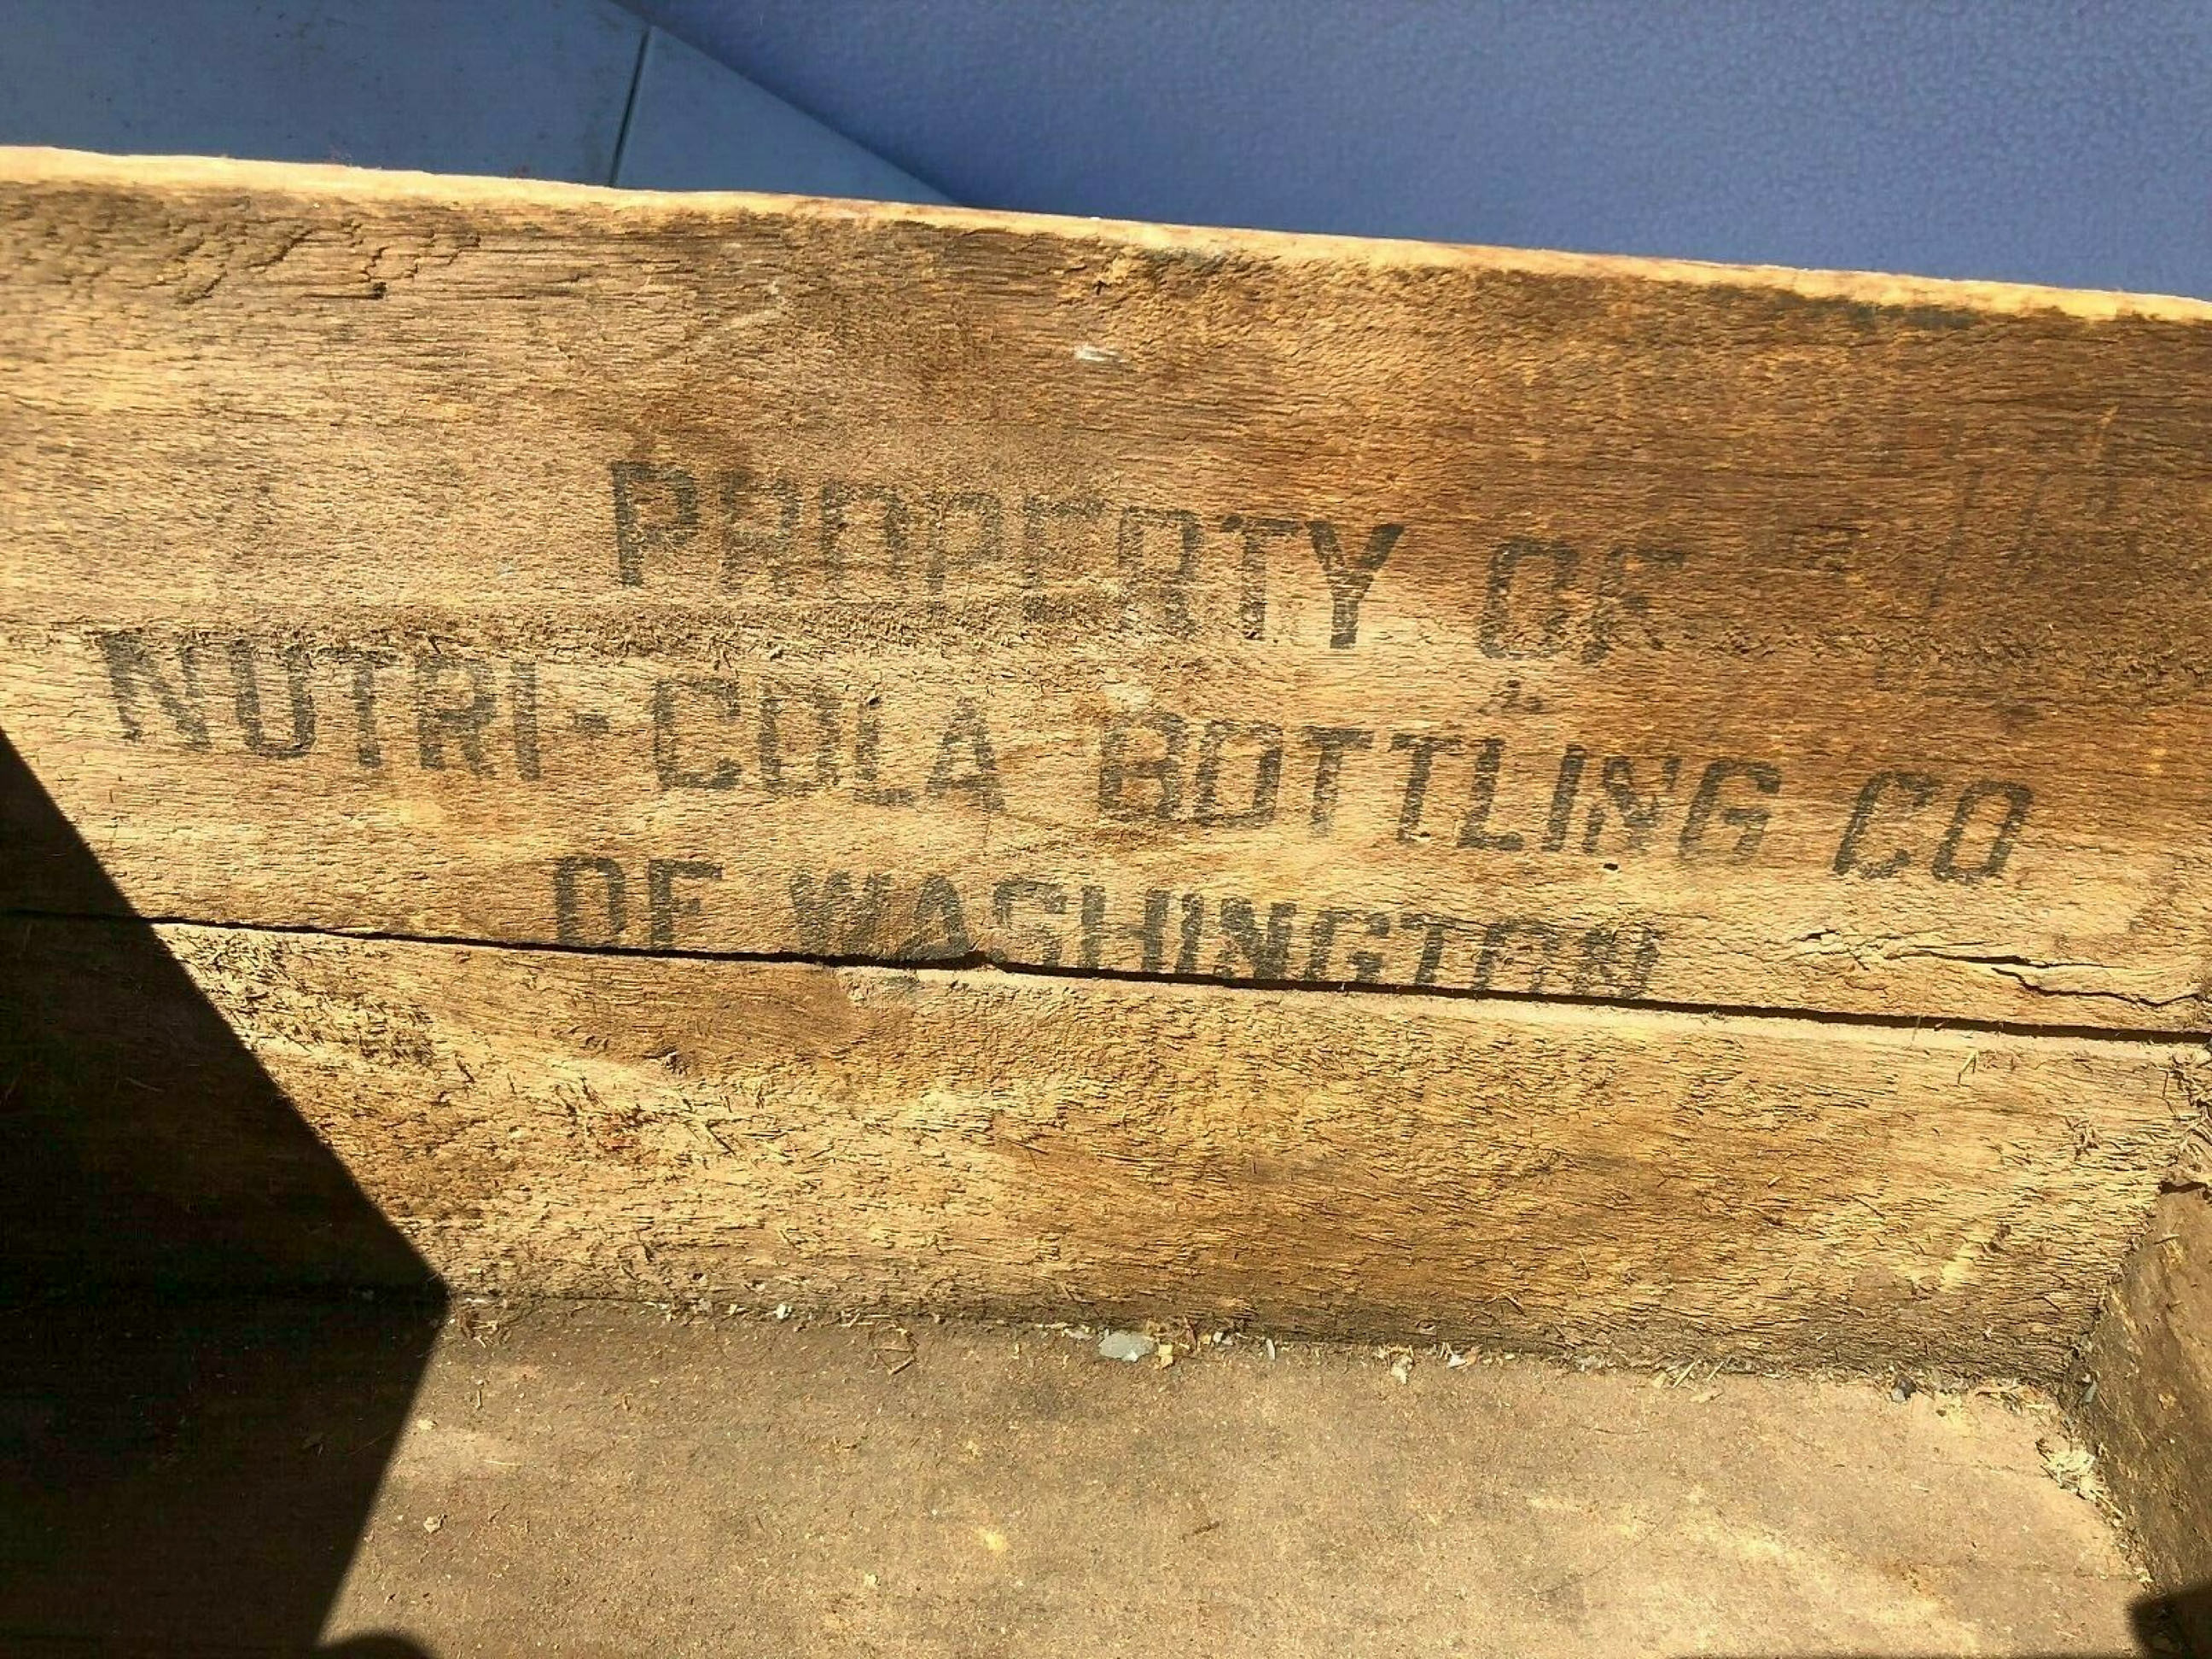 PROPERTY OF
NUTRI-COLA BOTTLING CO
OF WASHINGTON